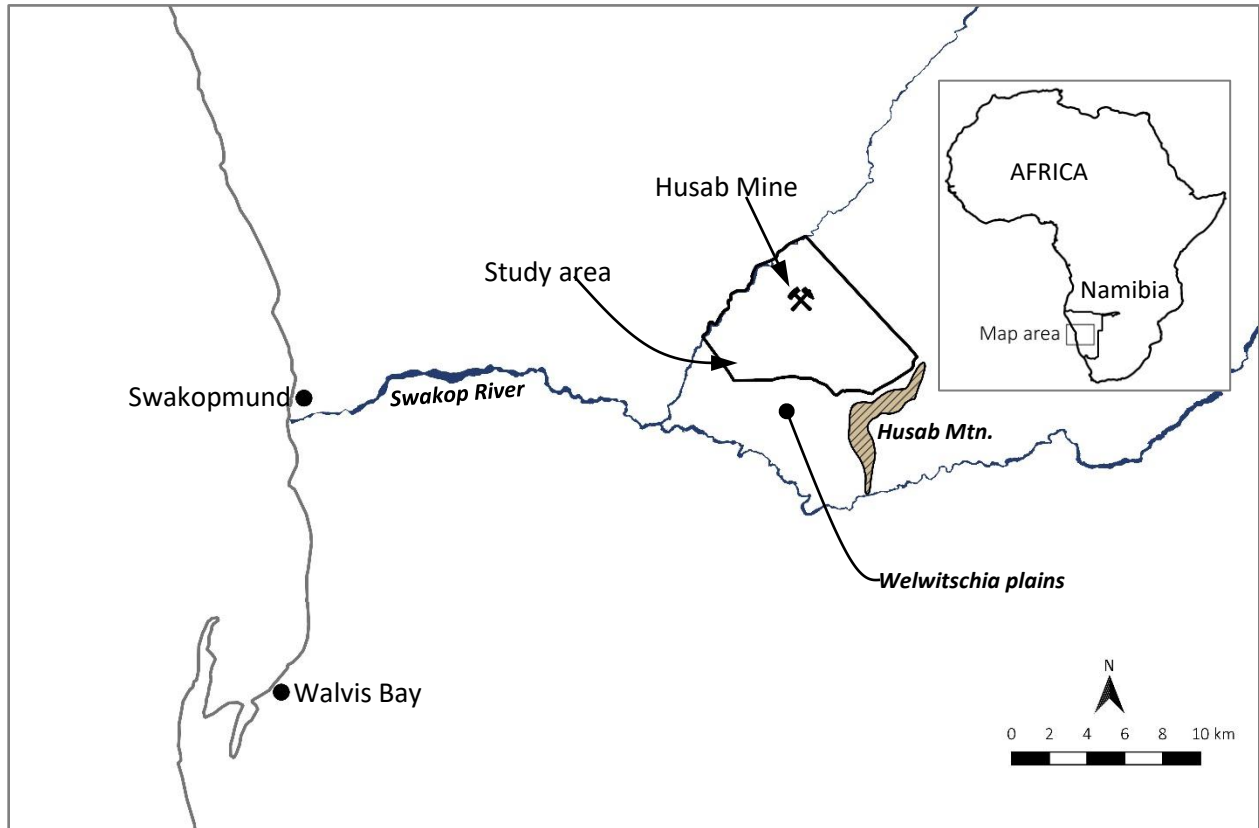 AFRICA
Namibia
Map area
Husab Mine
Study area
Swakopmund
Swakop River
Husab Mtn.
Welwitschia plains
Walvis Bay
N
0 2 4 6 8 10 km